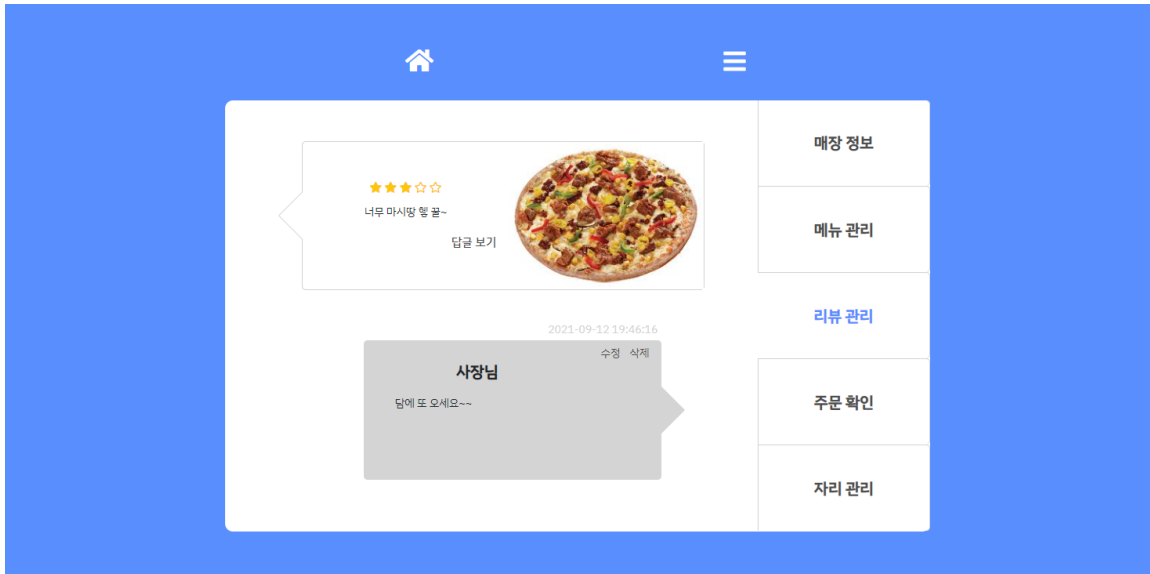 너무 마시땅 헿 꿀~
답글 보기
2021-09-12 19:46:16
수정 삭제
사장님
담에 또 오세요~~
매장 정보
메뉴 관리
리뷰 관리
주문 확인
자리 관리